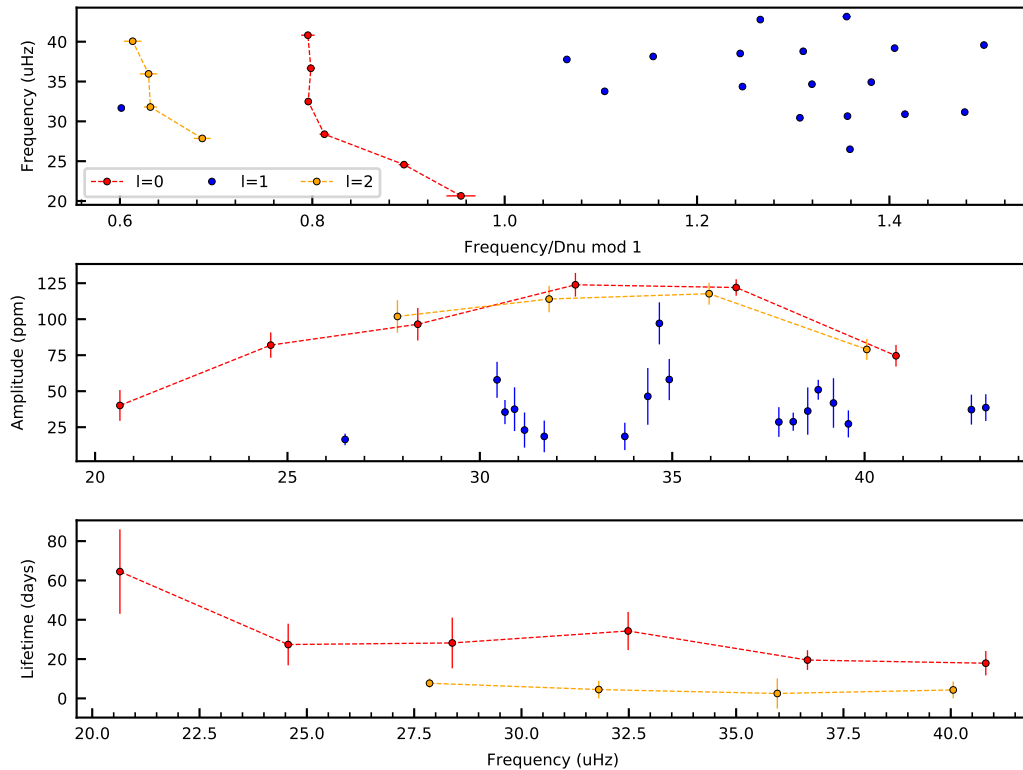 Frequency (uHz)
40
35
30
25
20
l=0 l=1 l=2
0.6 0.8 1.0 1.2 1.4
Frequency/Dnu mod 1
Amplitude (ppm)
125
100
75
50
25
20 25 30 35 40
Lifetime (days)
80
60
40
20
0
20.0 22.5 25.0 27.5 30.0 32.5 35.0 37.5 40.0
Frequency (uHz)